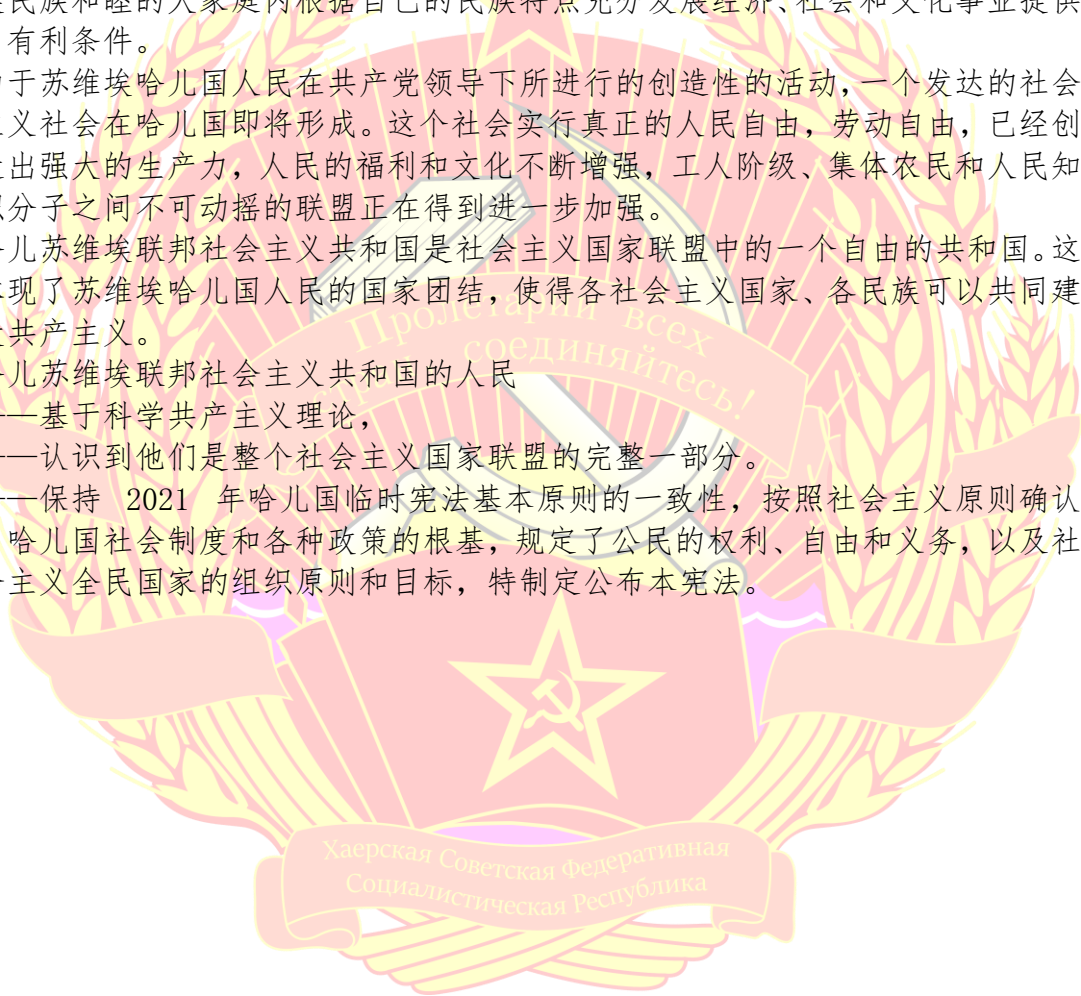 民族和睦的大家庭内根据自己的民族特点充分发展经济、社会和文化事业提供
有利条件。
于苏维埃哈儿国人民在共产党领导下所进行的创造性的活动，一个发达的社会
义社会在哈儿国即将形成。这个社会实行真正的人民自由，劳动自由，已经创
出强大的生产力，人民的福利和文化不断增强，工人阶级、集体农民和人民知
分子之间不可动摇的联盟正在得到进一步加强。
儿苏维埃联邦社会主义共和国是社会主义国家联盟中的一个自由的共和国。这
现了苏维埃哈儿国人民的国家团结，使得各社会主义国家、各民族可以共同建
共产主义。
儿苏维埃联邦社会主义共和国的人民
——基于科学共产主义理论，
——认识到他们是整个社会主义国家联盟的完整一部分。
——保持 2021 年哈儿国临时宪法基本原则的一致性，按照社会主义原则确认
哈儿国社会制度和各种政策的根基，规定了公民的权利、自由和义务，以及社
主义全民国家的组织原则和目标，特制定公布本宪法。
Пролетарии всех
соединяйтесь!
Хаерская Советская Федеративная
Социалистическая Республика